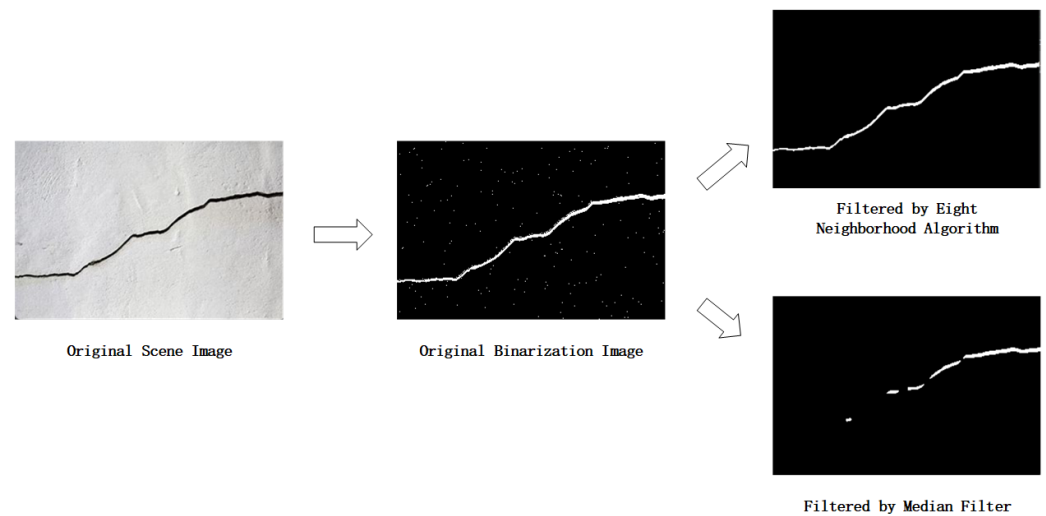 Original Scene Image
Original Binarization Image
Filtered by Eight
Neighborhood Algorithm
Filtered by Median Filter